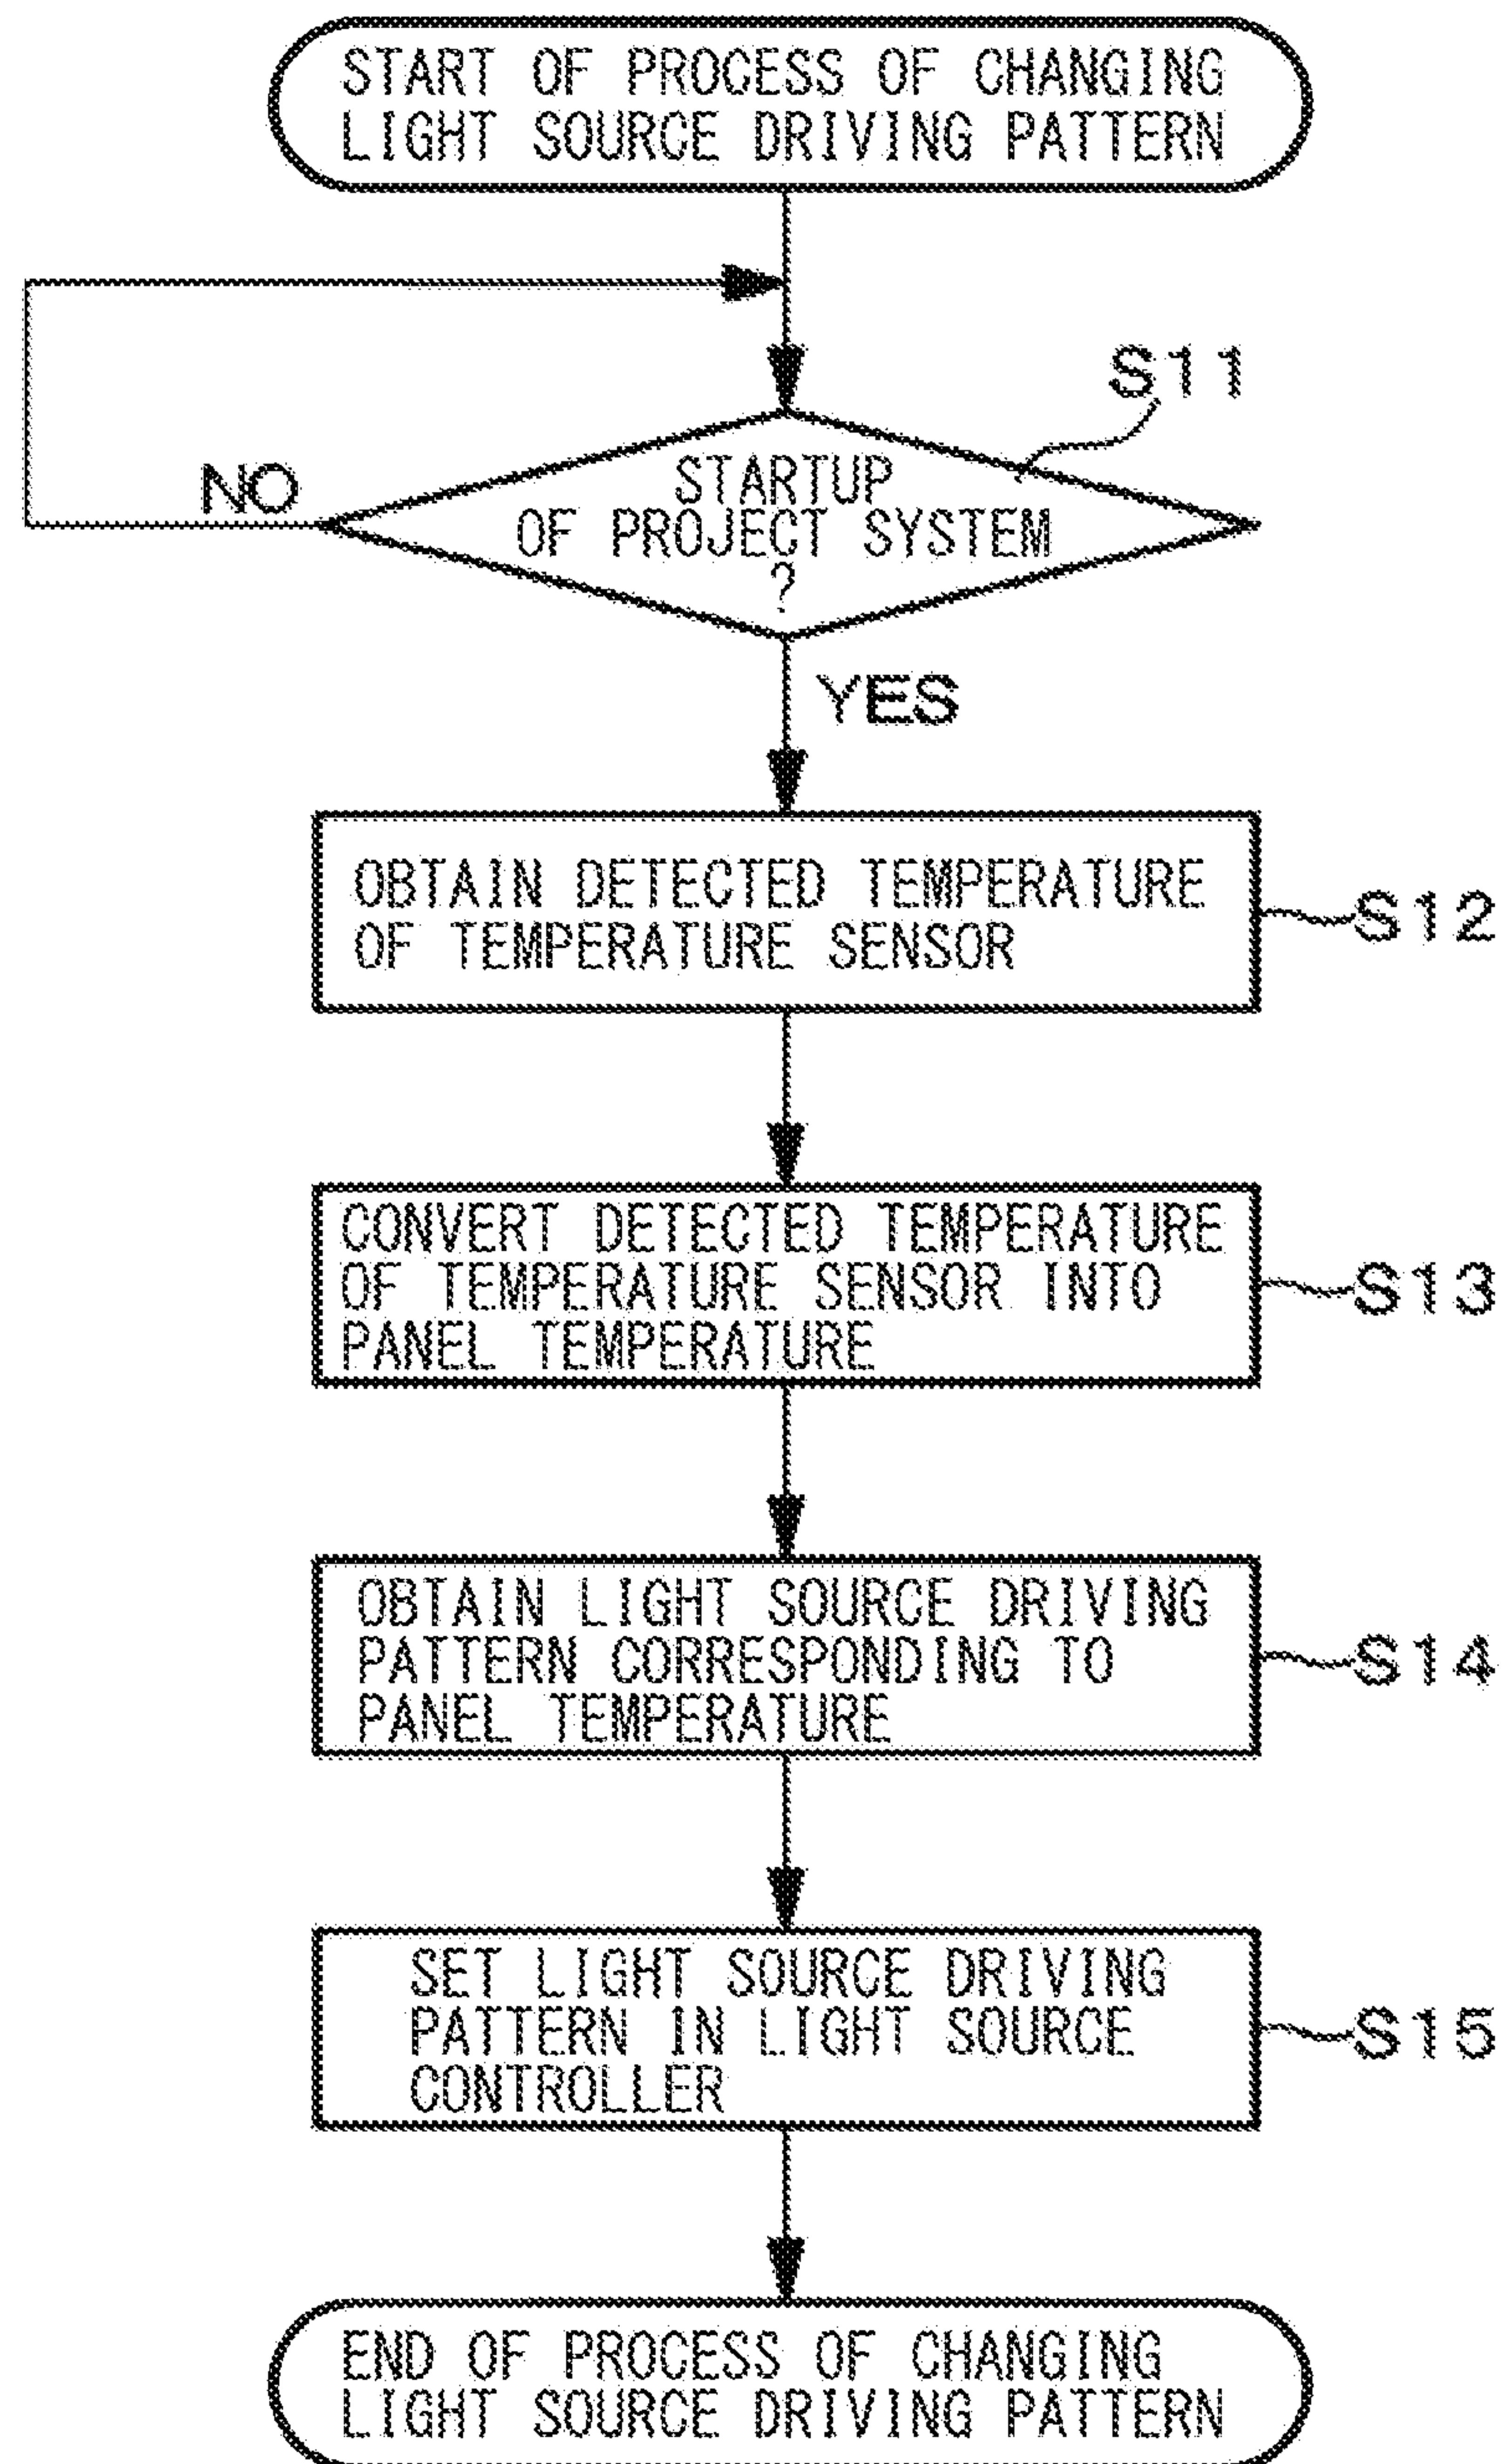 START OF PROCESS OF CHANGING
LIGHT SOURCE DRIVING PATTERN
S11
STARTUP
OF PROJECT SYSTEM
?
NO
YES
OBTAIN DETECTED TEMPERATURE
OF TEMPERATURE SENSOR
S12
CONVERT DETECTED TEMPERATURE
OF TEMPERATURE SENSOR INTO
PANEL TEMPERATURE
S13
OBTAIN LIGHT SOURCE DRIVING
PATTERN CORRESPONDING TO
PANEL TEMPERATURE
S14
SET LIGHT SOURCE DRIVING
PATTERN IN LIGHT SOURCE
CONTROLLER
S15
END OF PROCESS OF CHANGING
LIGHT SOURCE DRIVING PATTERN